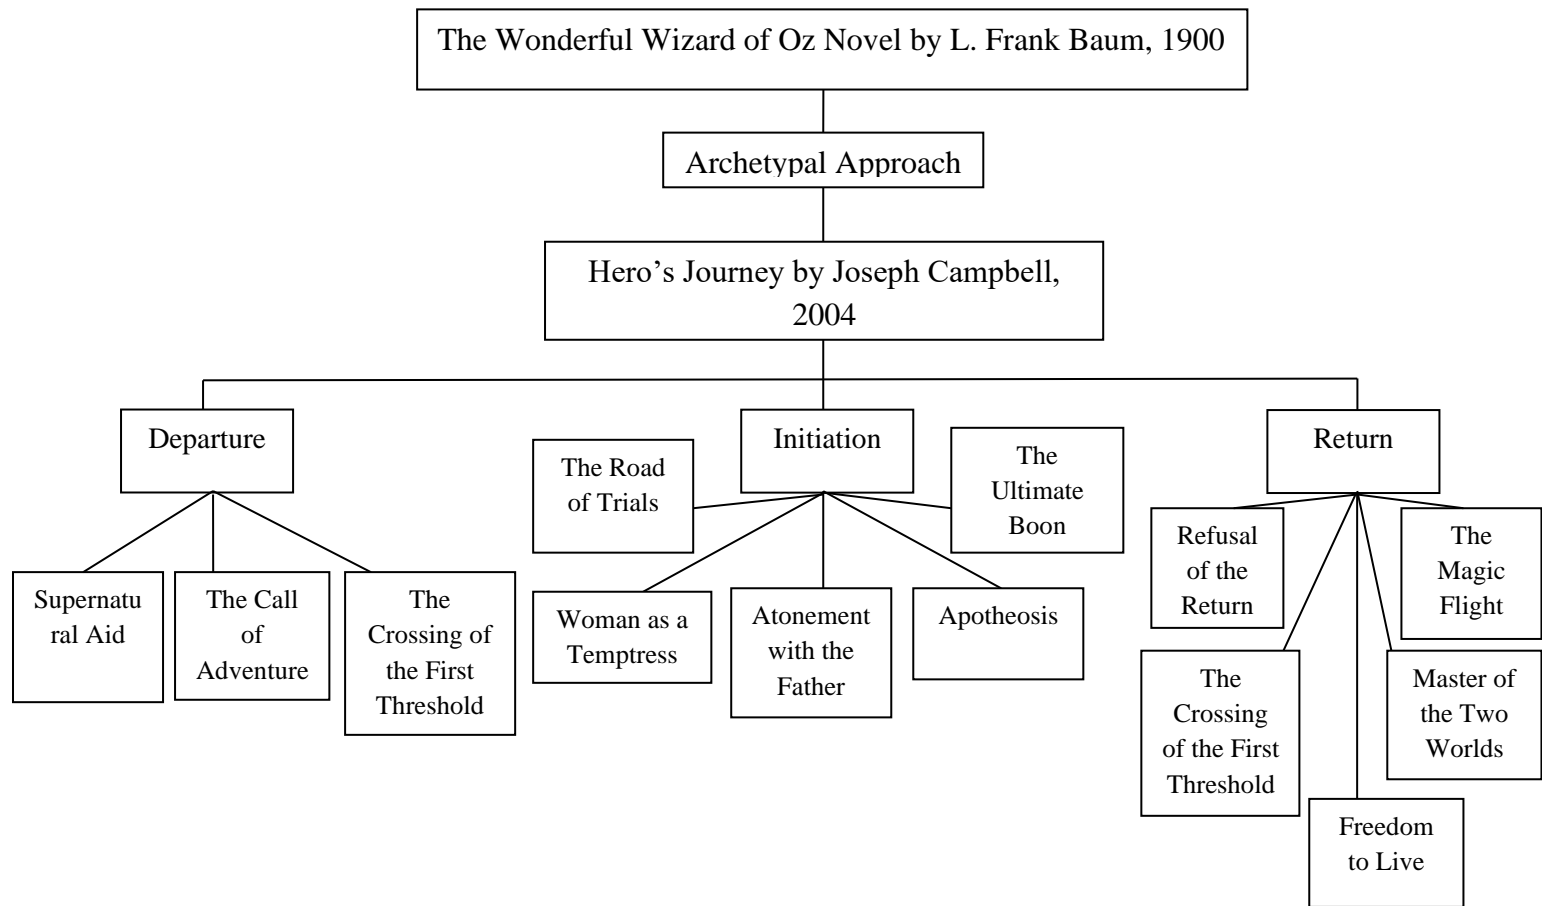 The Wonderful Wizard of Oz Novel by L. Frank Baum, 1900
Archetypal Approach
Hero’s Journey by Joseph Campbell,
2004
Departure
Initiation
Return
The Road
of Trials
The
Ultimate
Boon
Refusal
of the
Return
The
Magic
Flight
Supernatu
ral Aid
The Call
of
Adventure
The
Crossing of
the First
Threshold
Woman as a
Temptress
Atonement
with the
Father
Apotheosis
The
Crossing
of the First
Threshold
Master of
the Two
Worlds
Freedom
to Live